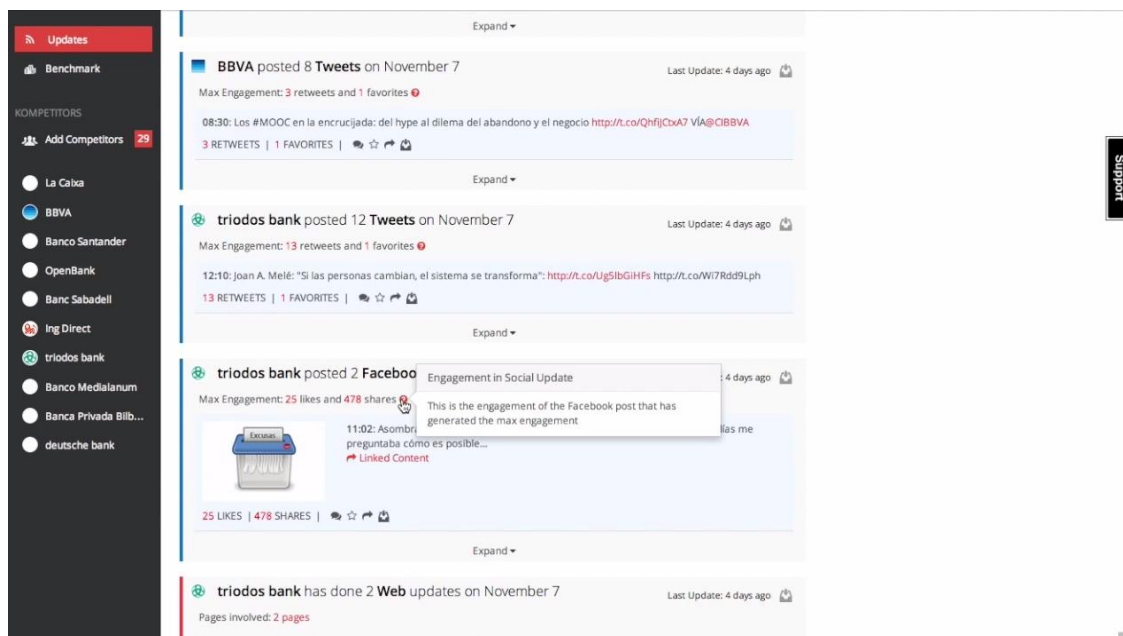 Updates
Benchmark
KOMPETITORS
Add Competitors 29
La Caixa
BBVA
Banco Santander
OpenBank
Banc Sabadell
Ing Direct
triodos bank
Banco Medialanum
Banca Privada Bilb...
deutsche bank
Expand
BBVA posted 8 Tweets on November 7
Last Update: 4 days ago
Max Engagement: 3 retweets and 1 favorites
08:30: Los #MOOC en la encrucijada: del hype al dilema del abandono y el negocio http://t.co/QhfiJCtxA7 VÍA@CIBBVA
3 RETWEETS | 1 FAVORITES |
Expand
triodos bank posted 12 Tweets on November 7
Last Update: 4 days ago
Max Engagement: 13 retweets and 1 favorites
12:10: Joan A. Melé: "Si las personas cambian, el sistema se transforma": http://t.co/Ug5lbGiHFs http://t.co/Wi7Rdd9Lph
13 RETWEETS | 1 FAVORITES |
Expand
triodos bank posted 2 Faceboo
: 4 days ago
Max Engagement: 25 likes and 478 shares
Engagement in Social Update
This is the engagement of the Facebook post that has
generated the max engagement
Excusas
11:02: Asombra
ías me
preguntaba cómo es posible...
Linked Content
25 LIKES | 478 SHARES |
Expand
triodos bank has done 2 Web updates on November 7
Last Update: 4 days ago
Pages involved: 2 pages
Support